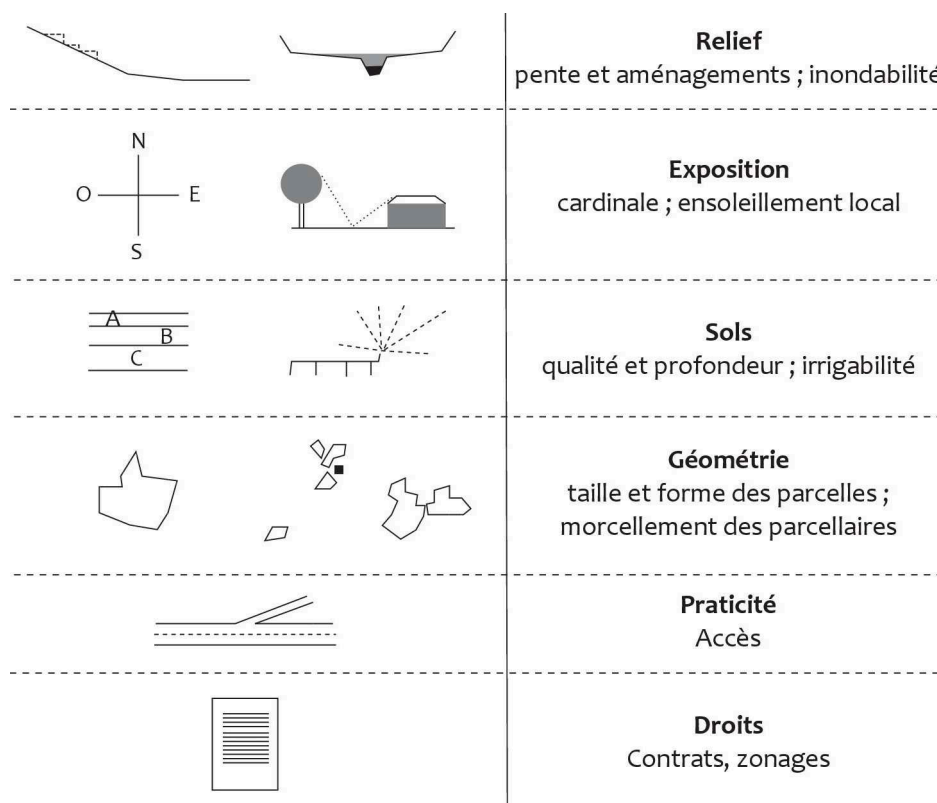 Relief
pente et aménagements ; inondabilité
N
O E
S
Exposition
cardinale ; ensoleillement local
A
B
C
Sols
qualité et profondeur ; irrigabilité
Géométrie
taille et forme des parcelles ;
morcellement des parcellaires
Praticité
Accès
Droits
Contrats, zonages